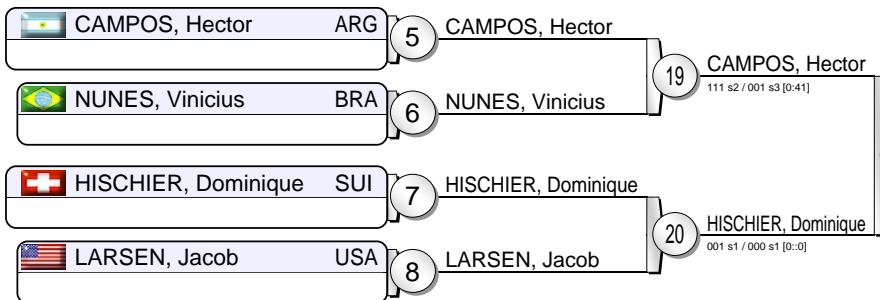 CAMPOS, Hector ARG
5
CAMPOS, Hector
NUNES, Vinicius BRA
6
NUNES, Vinicius
19
CAMPOS, Hector
111 s2 / 001 s3 [0:41]
HISCHIER, Dominique SUI
7
HISCHIER, Dominique
LARSEN, Jacob USA
8
LARSEN, Jacob
20
HISCHIER, Dominique
001 s1 / 000 s1 [0::0]